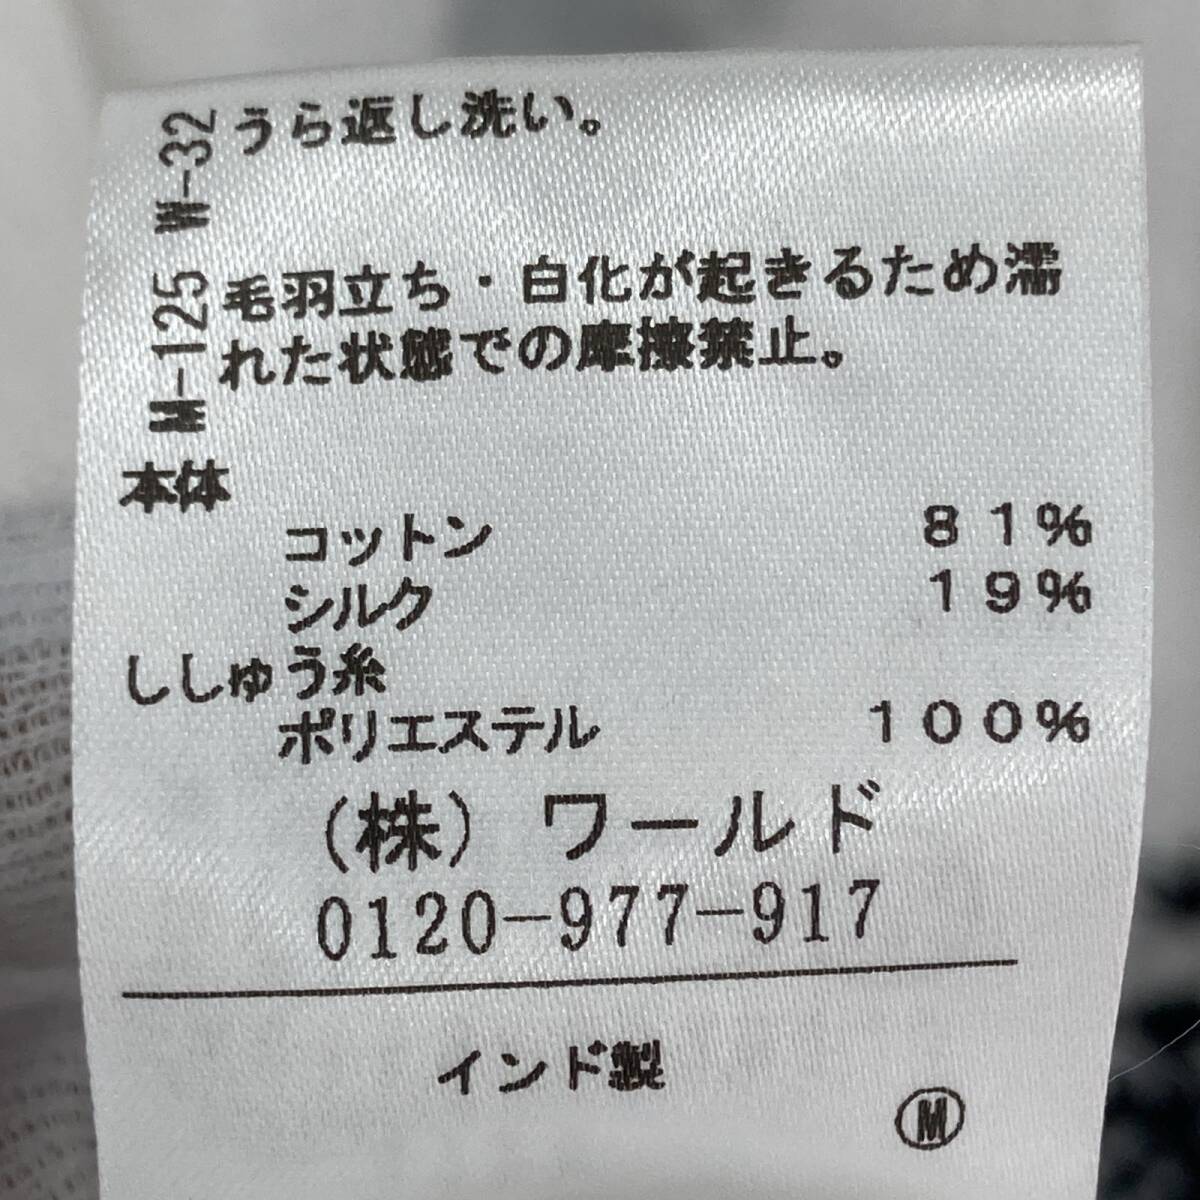 M-125 W-32
うら返し洗い。
毛羽立ち・白化が起きるため濡
れた状態での摩擦禁止。
本体
コットン 81%
シルク 19%
ししゅう糸
ポリエステル 100%
(株) ワールド
0120-977-917
インド製
M